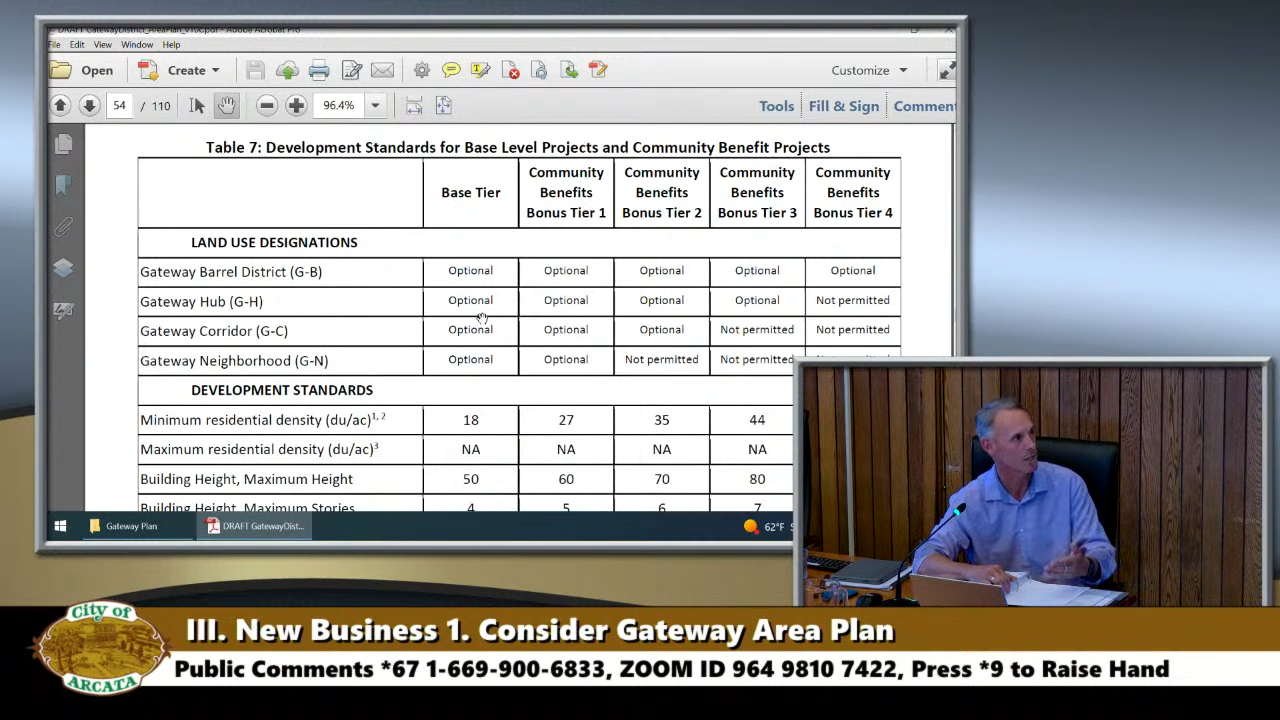 DRAFT GatewayDistrict_AreaPlan_V10c.pdf - Adobe Acrobat Pro
File Edit View Window Help
Open Create Customize
54 / 110 96.4% Tools Fill & Sign Comment
Table 7: Development Standards for Base Level Projects and Community Benefit Projects
Base Tier Community Benefits Bonus Tier 1 Community Benefits Bonus Tier 2 Community Benefits Bonus Tier 3 Community Benefits Bonus Tier 4
LAND USE DESIGNATIONS
Gateway Barrel District (G-B) Optional Optional Optional Optional Optional
Gateway Hub (G-H) Optional Optional Optional Optional Not permitted
Gateway Corridor (G-C) Optional Optional Optional Not permitted Not permitted
Gateway Neighborhood (G-N) Optional Optional Not permitted Not permitted
DEVELOPMENT STANDARDS
Minimum residential density (du/ac)1, 2 18 27 35 44
Maximum residential density (du/ac)3 NA NA NA NA
Building Height, Maximum Height 50 60 70 80
Building Height, Maximum Stories 4 5 6 7
Gateway Plan DRAFT GatewayDist... 62°F S
City of
ARCATA
III. New Business 1. Consider Gateway Area Plan
Public Comments *67 1-669-900-6833, ZOOM ID 964 9810 7422, Press *9 to Raise Hand